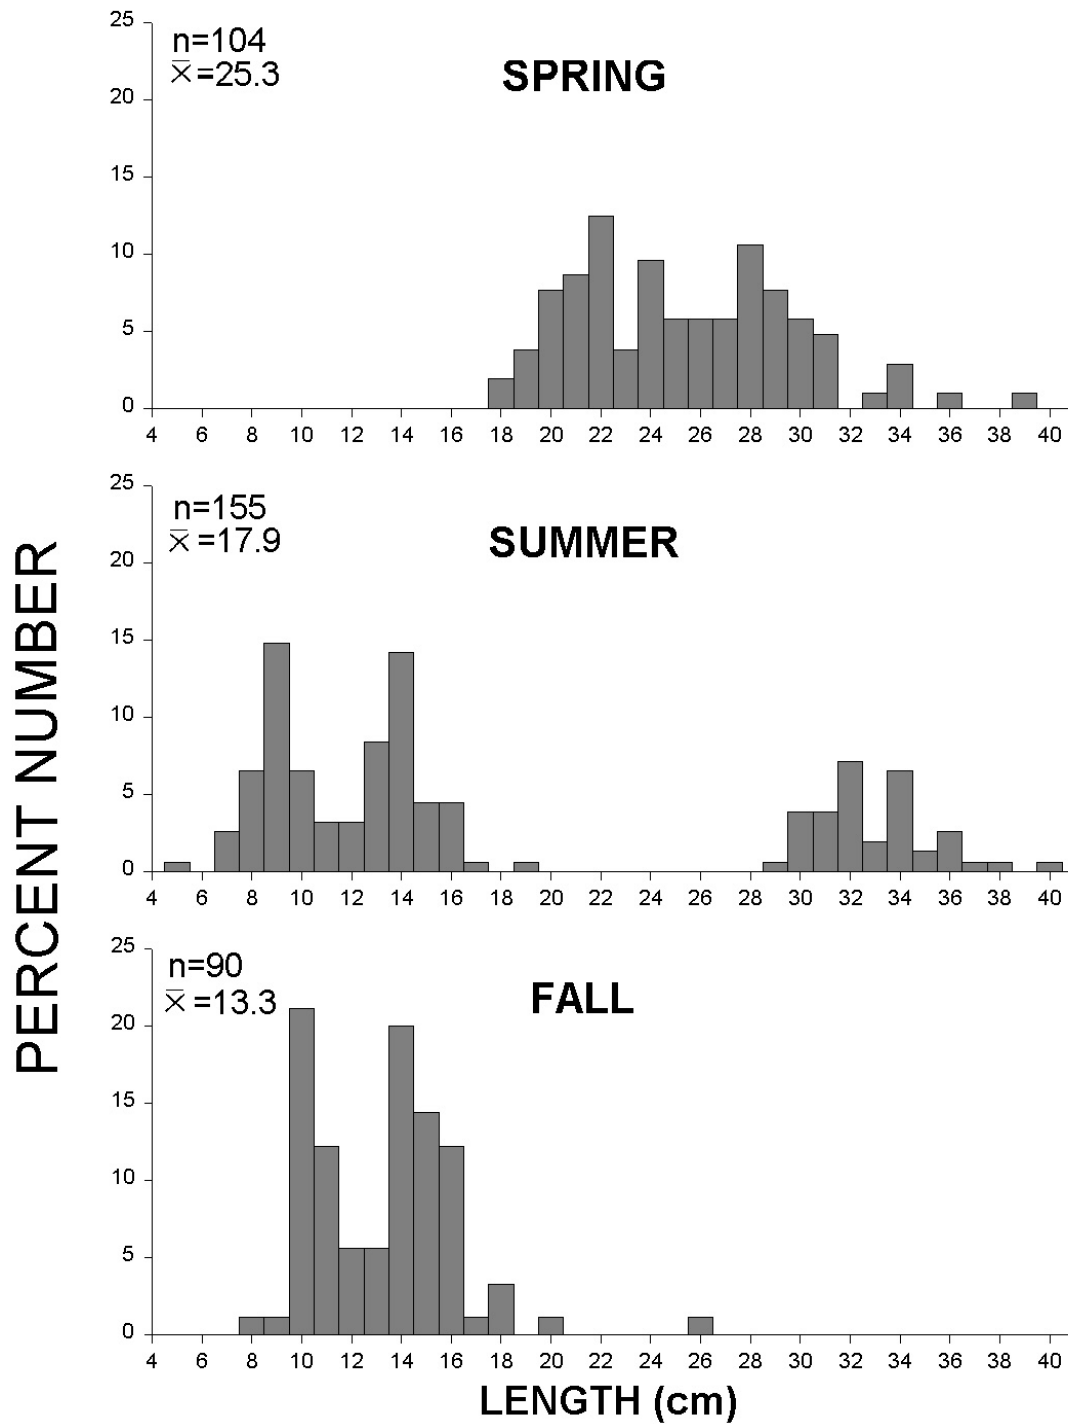 25
n=104
x̄=25.3
SPRING
20
15
10
5
0
4 6 8 10 12 14 16 18 20 22 24 26 28 30 32 34 36 38 40
25
n=155
x̄=17.9
SUMMER
20
15
10
5
0
4 6 8 10 12 14 16 18 20 22 24 26 28 30 32 34 36 38 40
PERCENT NUMBER
25
n=90
x̄=13.3
FALL
20
15
10
5
0
4 6 8 10 12 14 16 18 20 22 24 26 28 30 32 34 36 38 40
LENGTH (cm)